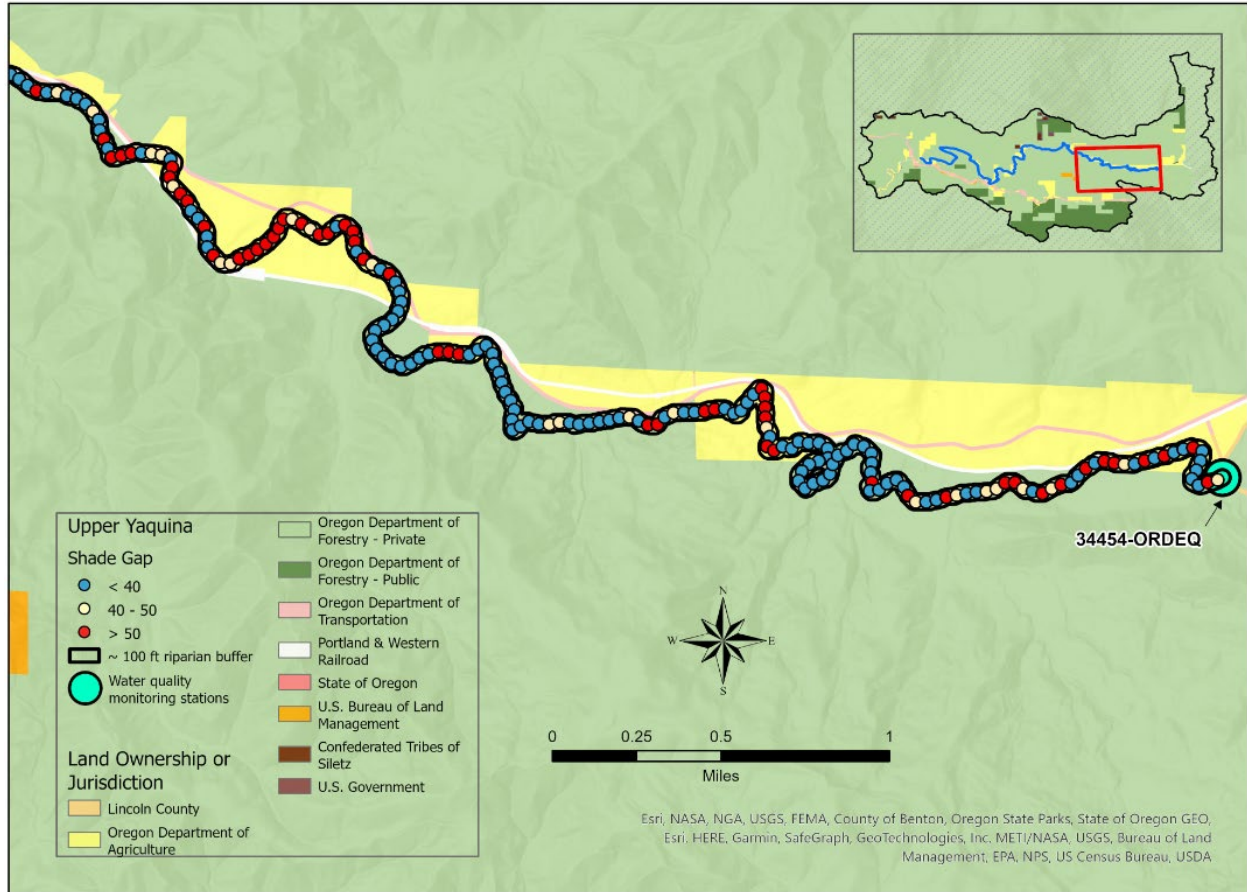 34454-ORDEQ
Upper Yaquina
Shade Gap
< 40
40 - 50
> 50
~ 100 ft riparian buffer
Water quality
monitoring stations
Land Ownership or
Jurisdiction
Lincoln County
Oregon Department of
Agriculture
Oregon Department of
Forestry - Private
Oregon Department of
Forestry - Public
Oregon Department of
Transportation
Portland & Western
Railroad
State of Oregon
U.S. Bureau of Land
Management
Confederated Tribes of
Siletz
U.S. Government
N
W E
S
0 0.25 0.5 1
Miles
Esri, NASA, NGA, USGS, FEMA, County of Benton, Oregon State Parks, State of Oregon GEO,
Esri, HERE, Garmin, SafeGraph, GeoTechnologies, Inc, METI/NASA, USGS, Bureau of Land
Management, EPA, NPS, US Census Bureau, USDA